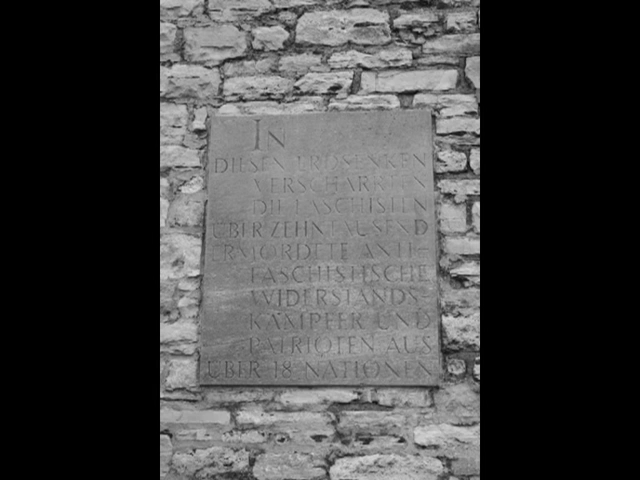 IN
DIESEN ERDSENKEN
VERSCHARRTEN
DIE FASCHISTEN
ÜBER ZEHNTAUSEND
ERMORDETE ANTI-
FASCHISTISCHE
WIDERSTANDS-
KÄMPFER UND
PATRIOTEN AUS
ÜBER 18 NATIONEN